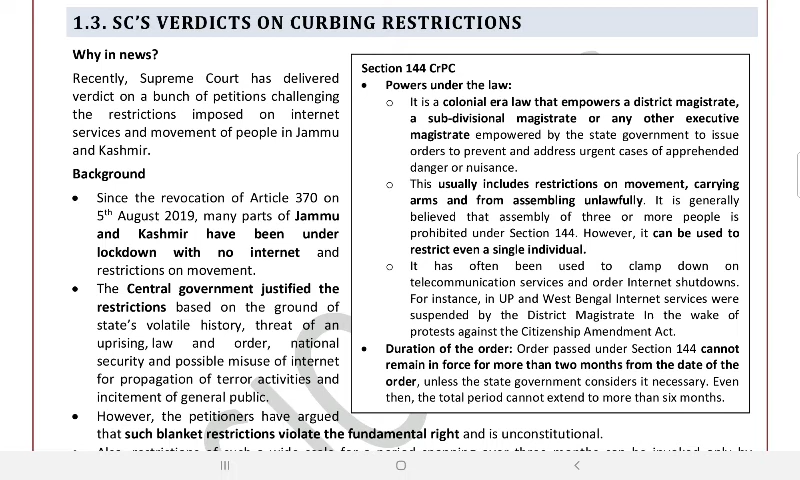 1.3. SC'S VERDICTS ON CURBING RESTRICTIONS
Why in news?
Recently, Supreme Court has delivered
verdict on a bunch of petitions challenging
the restrictions imposed on internet
services and movement of people in Jammu
and Kashmir.
Background
• Since the revocation of Article 370 on
5th August 2019, many parts of Jammu
and Kashmir have been under
lockdown with no internet and
restrictions on movement.
• The Central government justified the
restrictions based on the ground of
state's volatile history, threat of an
uprising, law and order, national
security and possible misuse of internet
for propagation of terror activities and
incitement of general public.
• However, the petitioners have argued
that such blanket restrictions violate the fundamental right and is unconstitutional.
Section 144 CrPC
• Powers under the law:
o It is a colonial era law that empowers a district magistrate,
a sub-divisional magistrate or any other executive
magistrate empowered by the state government to issue
orders to prevent and address urgent cases of apprehended
danger or nuisance.
o This usually includes restrictions on movement, carrying
arms and from assembling unlawfully. It is generally
believed that assembly of three or more people is
prohibited under Section 144. However, it can be used to
restrict even a single individual.
o It has often been used to clamp down on
telecommunication services and order Internet shutdowns.
For instance, in UP and West Bengal Internet services were
suspended by the District Magistrate In the wake of
protests against the Citizenship Amendment Act.
• Duration of the order: Order passed under Section 144 cannot
remain in force for more than two months from the date of the
order, unless the state government considers it necessary. Even
then, the total period cannot extend to more than six months.